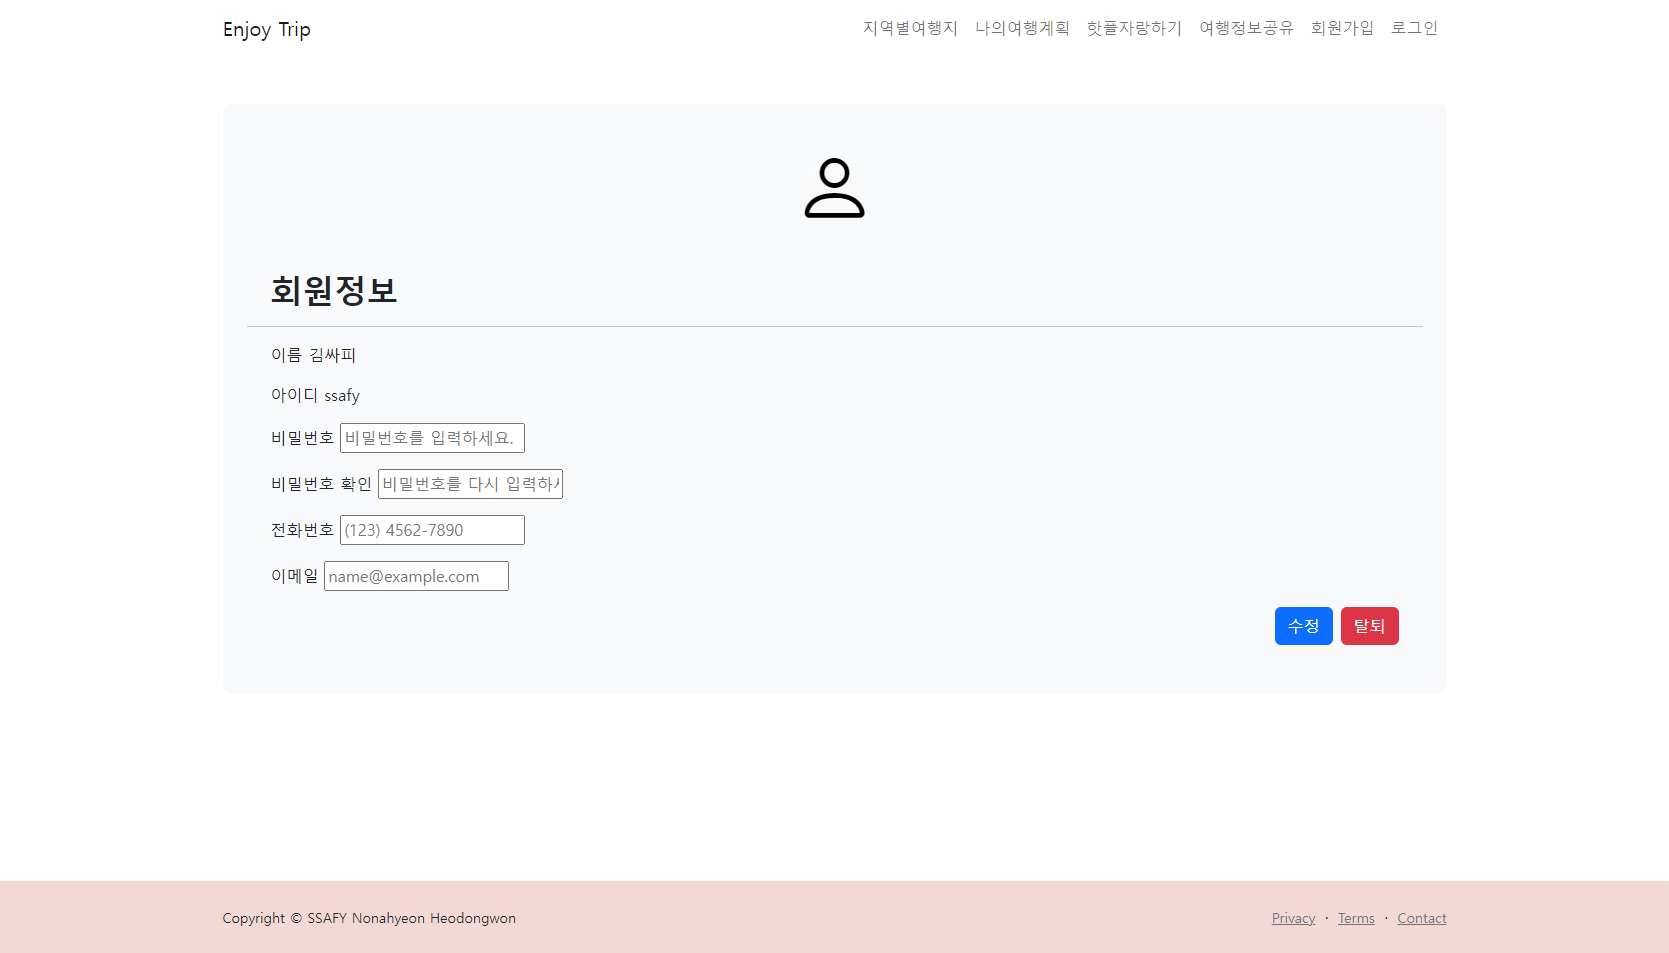 Enjoy Trip 지역별여행지 나의여행계획 핫플자랑하기 여행정보공유 회원가입 로그인
회원정보
이름 김싸피
아이디 ssafy
비밀번호 비밀번호를 입력하세요.
비밀번호 확인 비밀번호를 다시 입력하
전화번호 (123) 4562-7890
이메일 name@example.com
수정 탈퇴
Copyright © SSAFY Nonahyeon Heodongwon Privacy · Terms · Contact